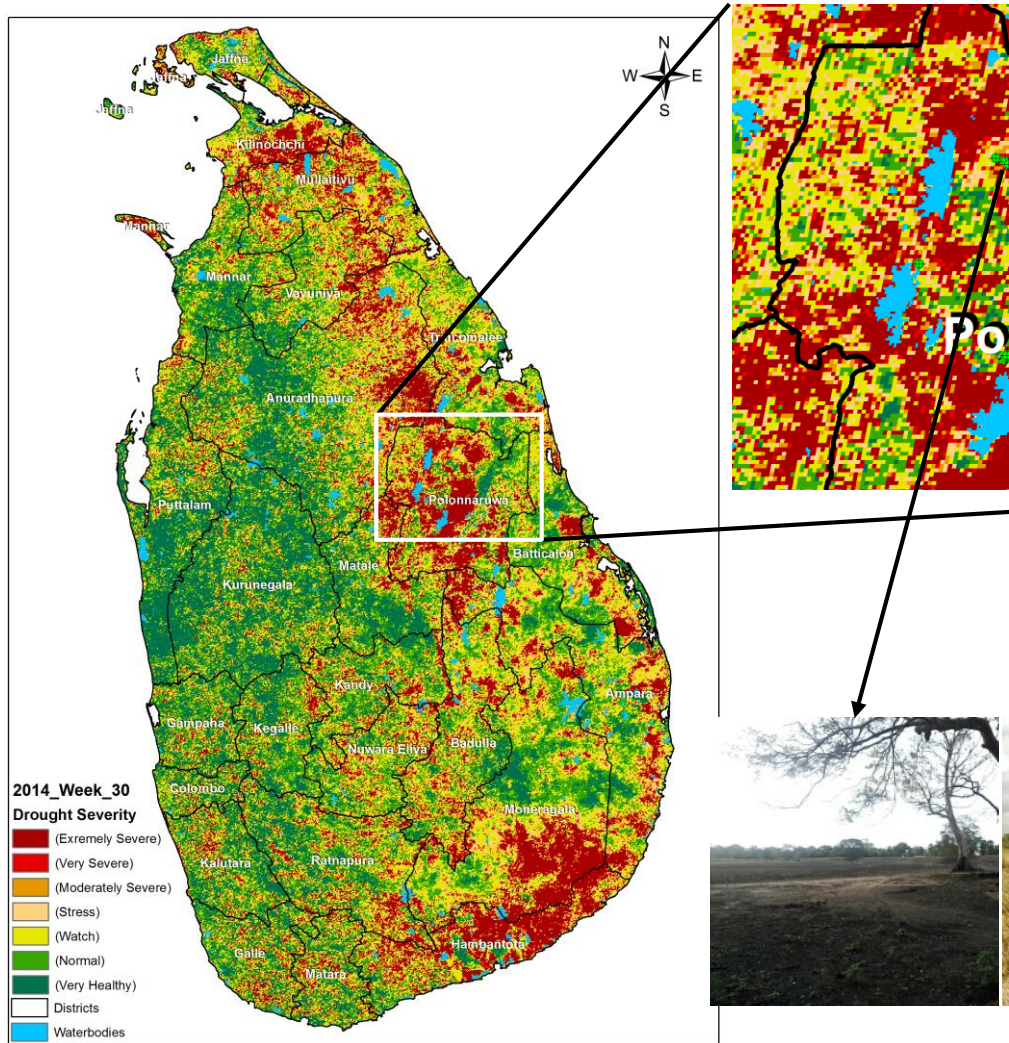 N
W E
S
Jaffna
Jaffna
Jaffna
Kilinochchi
Mullaitivu
Mannar
Mannar
Vavuniya
Trincomalee
Anuradhapura
Polonnaruwa
Puttalam
Batticaloa
Matale
Kurunegala
Kandy
Ampara
Gampaha
Kegalle
Nuwara Eliya
Badulla
Colombo
Moneragala
Kalutara
Ratnapura
Hambantota
Galle
Matara
2014_Week_30
Drought Severity
(Exremely Severe)
(Very Severe)
(Moderately Severe)
(Stress)
(Watch)
(Normal)
(Very Healthy)
Districts
Waterbodies
Po